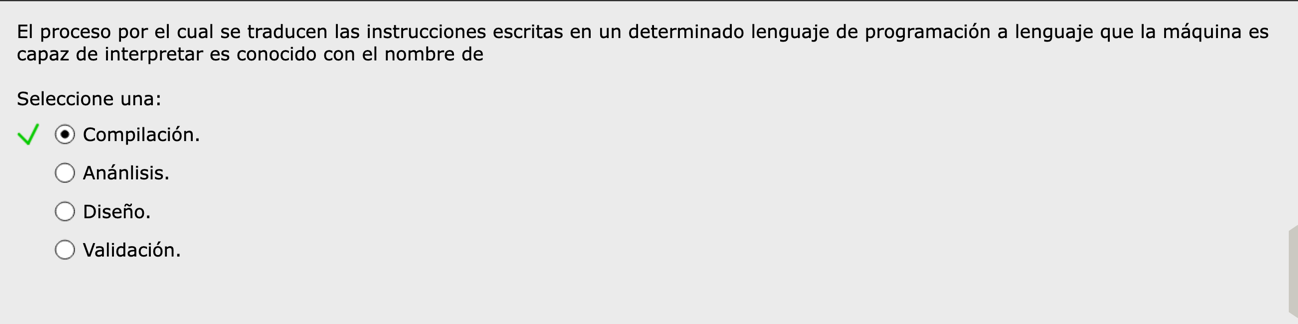 El proceso por el cual se traducen las instrucciones escritas en un determinado lenguaje de programación a lenguaje que la máquina es
capaz de interpretar es conocido con el nombre de
Seleccione una:
Compilación.
Anánlisis.
Diseño.
Validación.